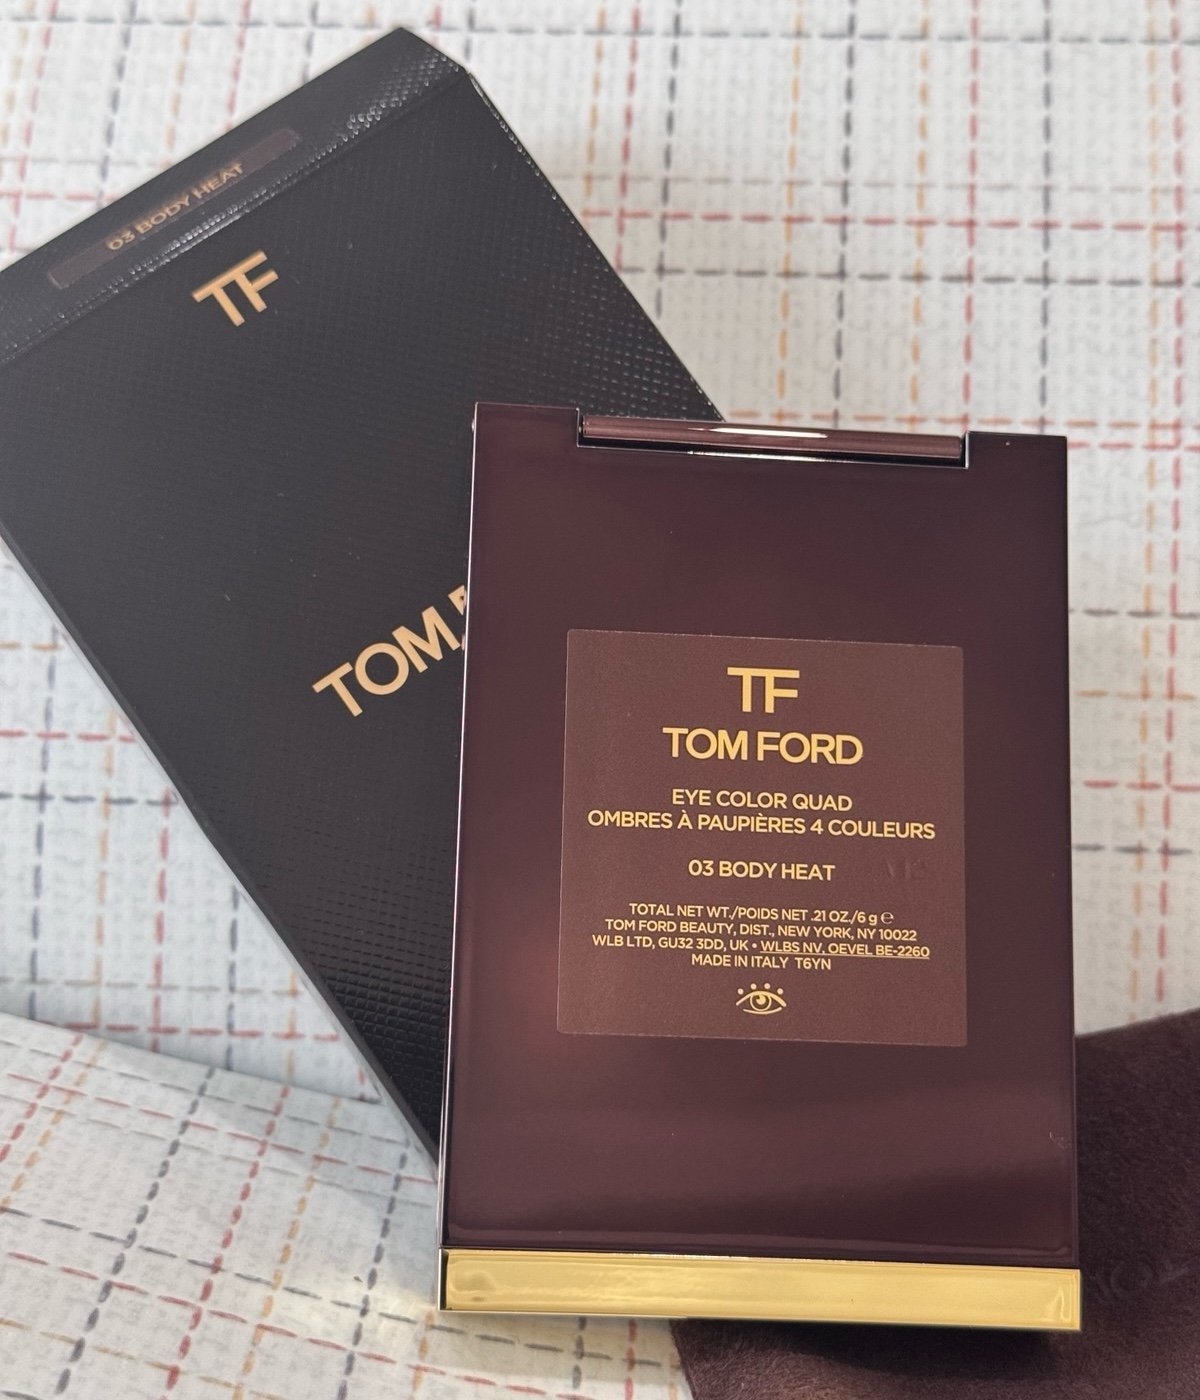 03 BODY HEAT
TF
TOM
TF
TOM FORD
EYE COLOR QUAD
OMBRES À PAUPIÈRES 4 COULEURS
03 BODY HEAT
TOTAL NET WT./POIDS NET .21 OZ./6 g ℮
TOM FORD BEAUTY, DIST., NEW YORK, NY 10022
WLB LTD, GU32 3DD, UK • WLBS NV, OEVEL BE-2260
MADE IN ITALY T6YN